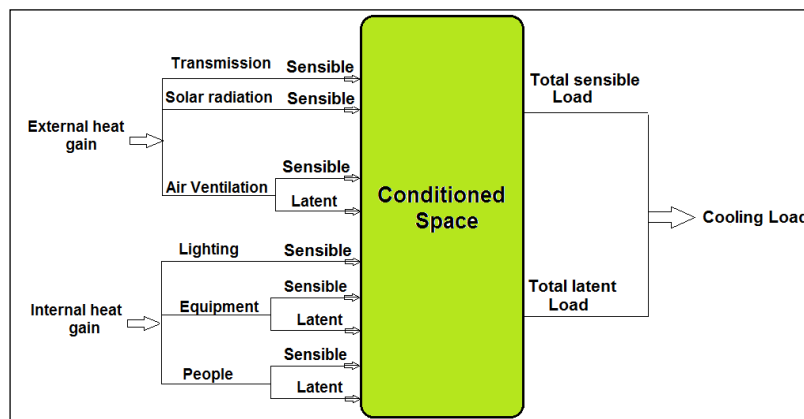 Transmission Sensible
Solar radiation Sensible
External heat
gain
Sensible
Air Ventilation
Latent
Lighting Sensible
Sensible
Equipment
Internal heat
gain
Latent
Sensible
People
Latent
Conditioned
Space
Total sensible
Load
Total latent
Load
Cooling Load